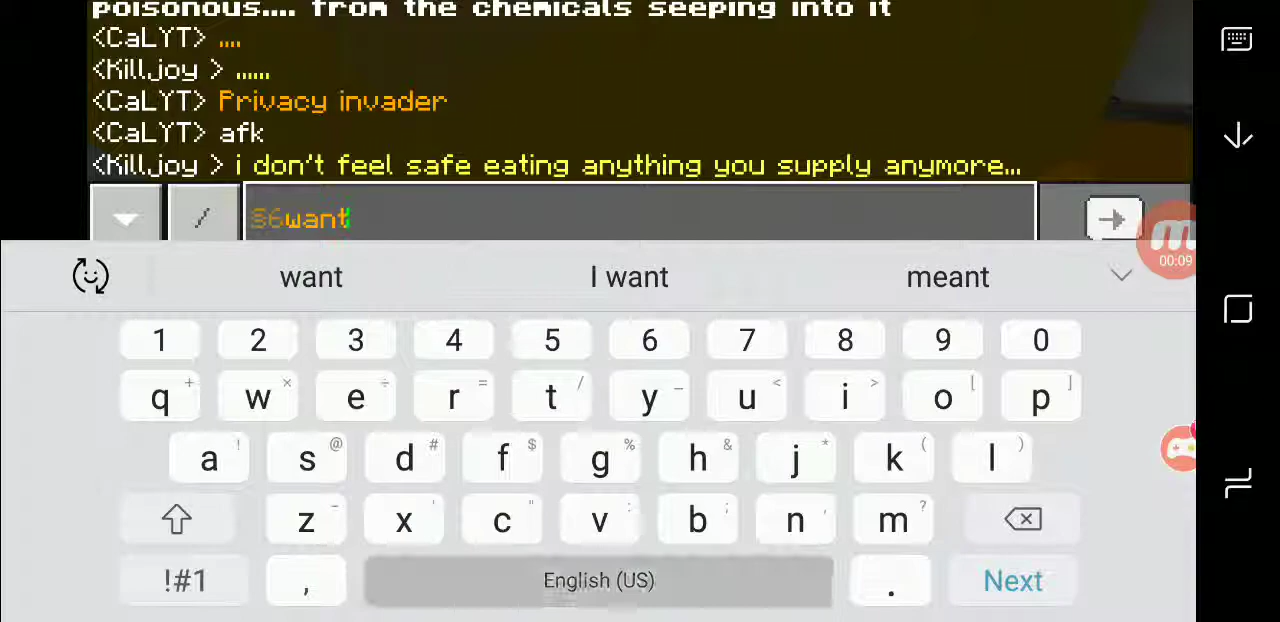 poisonous.... from the chemicals seeping into it
<CaLYT> ....
<Killjoy > ......
<CaLYT> Privacy invader
<CaLYT> afk
<Killjoy > i don't feel safe eating anything you supply anymore...
/ §6want
00:09
want I want meant
1 2 3 4 5 6 7 8 9 0
q + w × e ÷ r = t / y _ u < i > o [ p ]
a ! s @ d # f $ g % h & j * k ( l )
z - x ' c " v : b ; n , m ?
!#1 , English (US) . Next